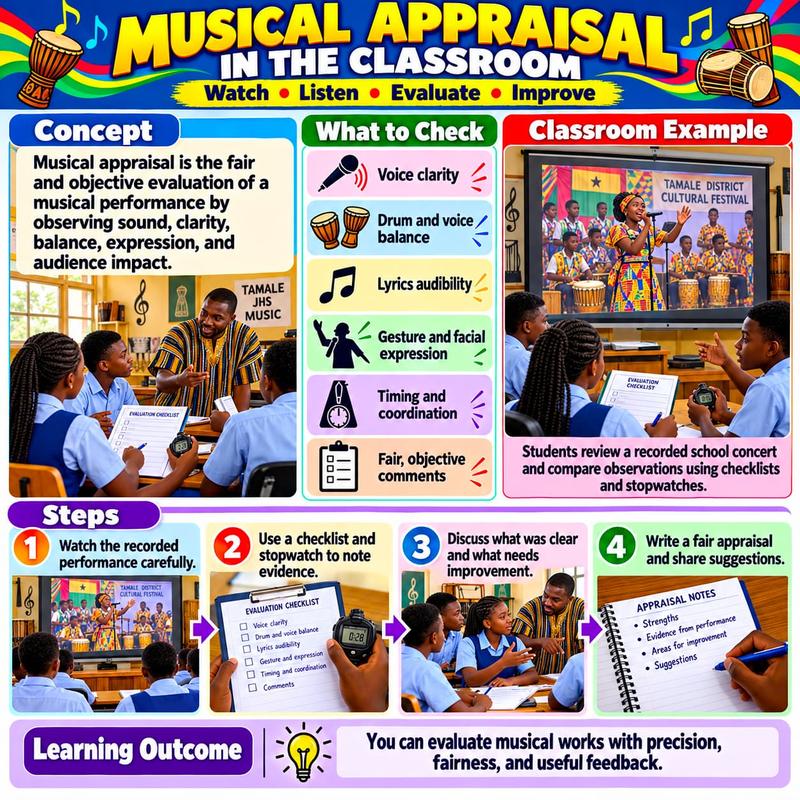 MUSICAL APPRAISAL
IN THE CLASSROOM
Watch • Listen • Evaluate • Improve
Concept
Musical appraisal is the fair
and objective evaluation of a
musical performance by
observing sound, clarity,
balance, expression, and
audience impact.
TAMALE
JHS
MUSIC
EVALUATION CHECKLIST
What to Check
Voice clarity
Drum and voice
balance
Lyrics audibility
Gesture and facial
expression
Timing and
coordination
Fair, objective
comments
Classroom Example
TAMALE DISTRICT
CULTURAL FESTIVAL
EVALUATION
CHECKLIST
Students review a recorded school concert
and compare observations using checklists
and stopwatches.
Steps
1
Watch the recorded
performance carefully.
TAMALE DISTRICT
CULTURAL FESTIVAL
2
Use a checklist and
stopwatch to note
evidence.
EVALUATION CHECKLIST
Voice clarity
Drum and voice balance
Lyrics audibility
Gesture and expression
Timing and coordination
Comments
0:28
3
Discuss what was clear
and what needs
improvement.
4
Write a fair appraisal
and share suggestions.
APPRAISAL NOTES
• Strengths
• Evidence from performance
• Areas for improvement
• Suggestions
Learning Outcome
You can evaluate musical works with precision,
fairness, and useful feedback.